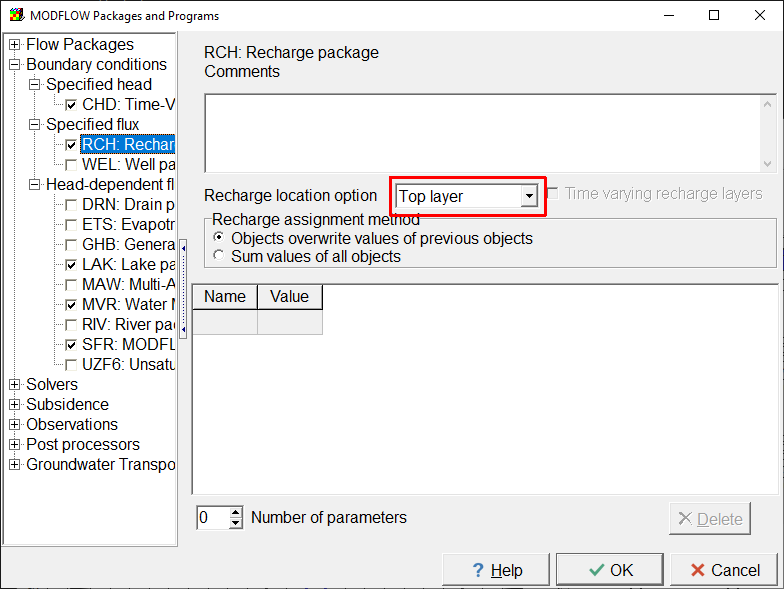 MODFLOW Packages and Programs
Flow Packages
Boundary conditions
Specified head
CHD: Time-V
Specified flux
RCH: Rechar
WEL: Well pa
Head-dependent fl
DRN: Drain p
ETS: Evapotr
GHB: Genera
LAK: Lake pa
MAW: Multi-A
MVR: Water M
RIV: River pac
SFR: MODFL
UZF6: Unsatu
Solvers
Subsidence
Observations
Post processors
Groundwater Transpo
RCH: Recharge package
Comments
Recharge location option Top layer Time varying recharge layers
Recharge assignment method
Objects overwrite values of previous objects
Sum values of all objects
Name Value
0 Number of parameters Delete
? Help OK Cancel